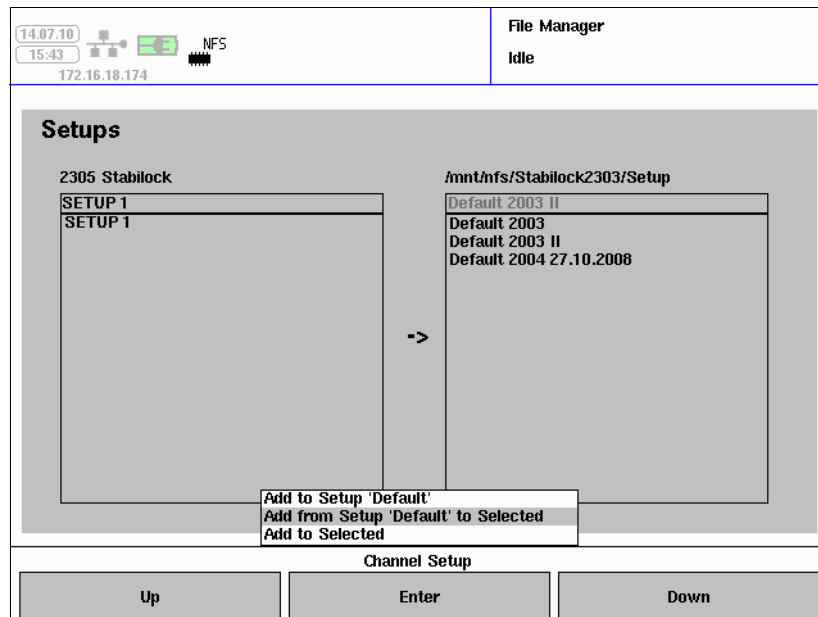 14.07.10
15:43
NFS
172.16.18.174
File Manager
Idle
Setups
2305 Stabilock
SETUP 1
SETUP 1
->
/mnt/nfs/Stabilock2303/Setup
Default 2003 II
Default 2003
Default 2003 II
Default 2004 27.10.2008
Add to Setup 'Default'
Add from Setup 'Default' to Selected
Add to Selected
Channel Setup
Up
Enter
Down